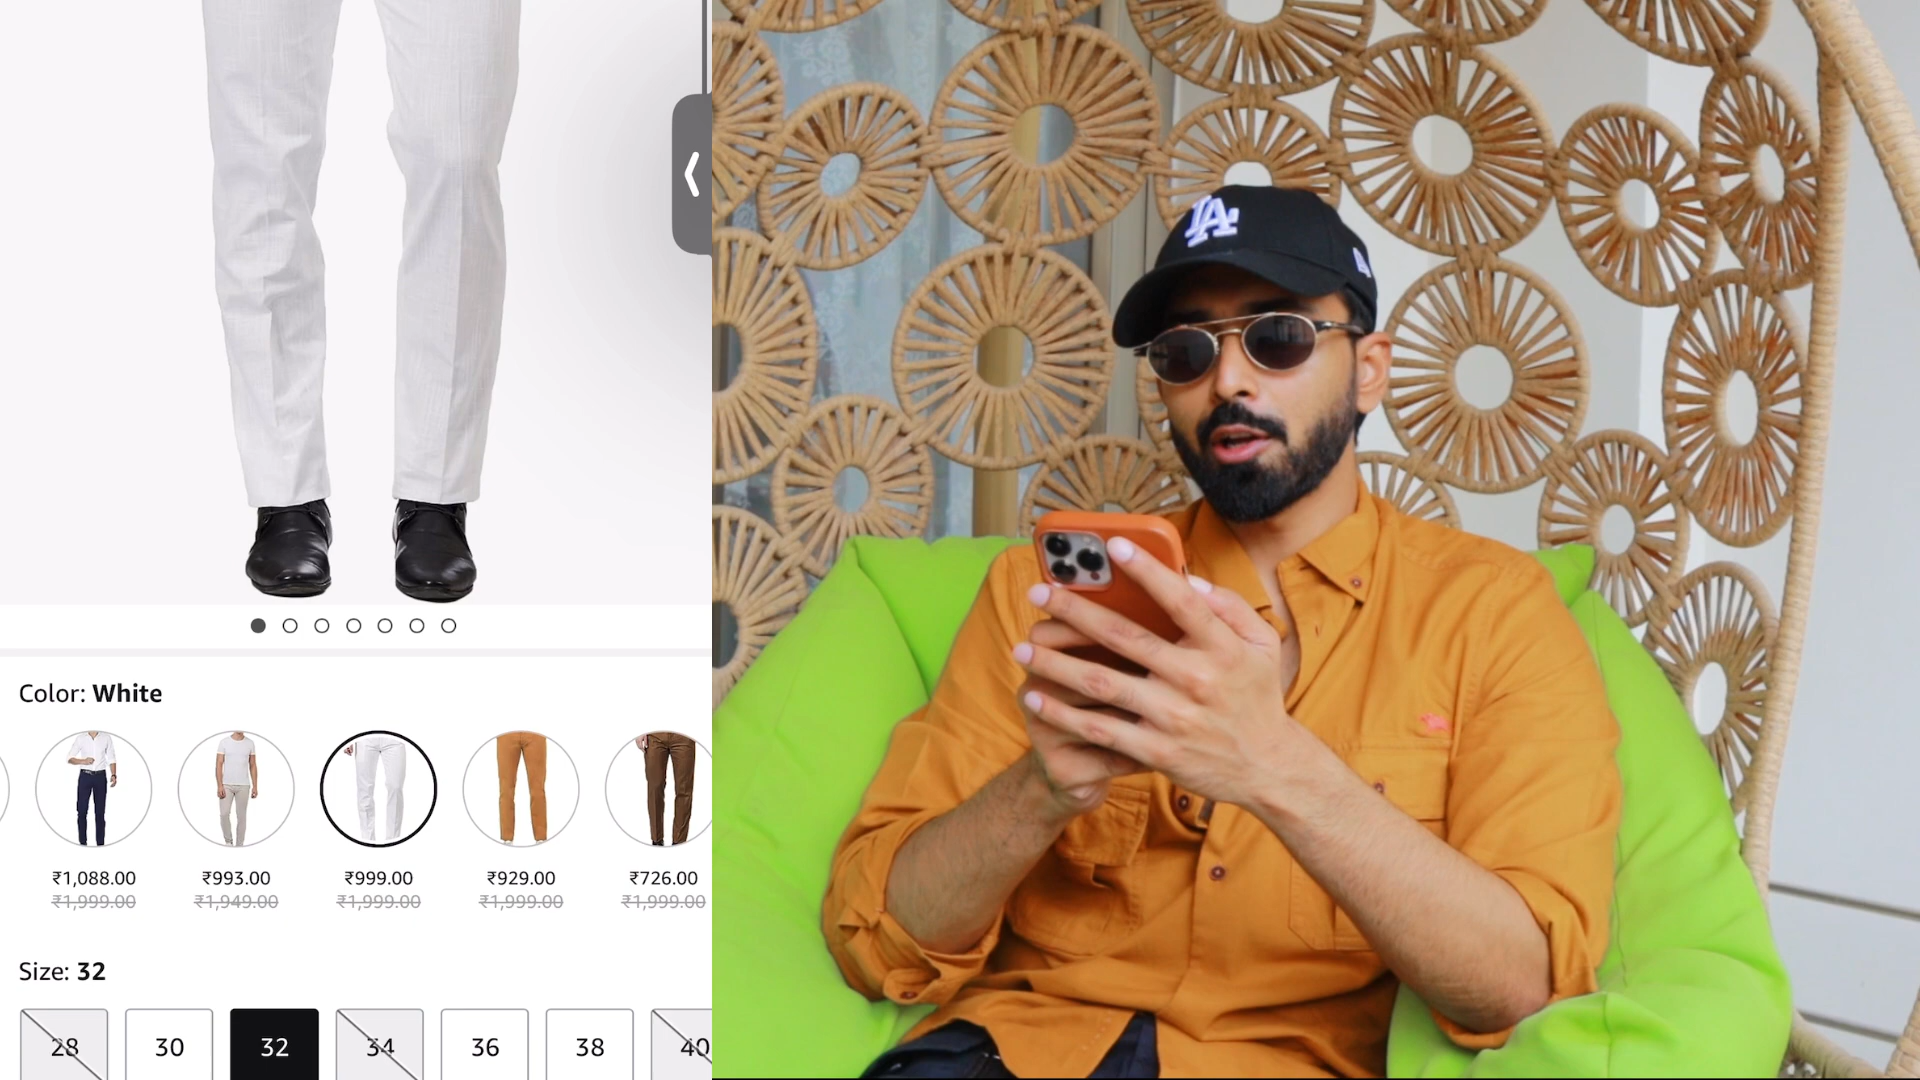 Color: White
₹1,088.00 ₹993.00 ₹999.00 ₹929.00 ₹726.00
₹1,999.00 ₹1,949.00 ₹1,999.00 ₹1,999.00 ₹1,999.00
Size: 32
28 30 32 34 36 38 40
LA